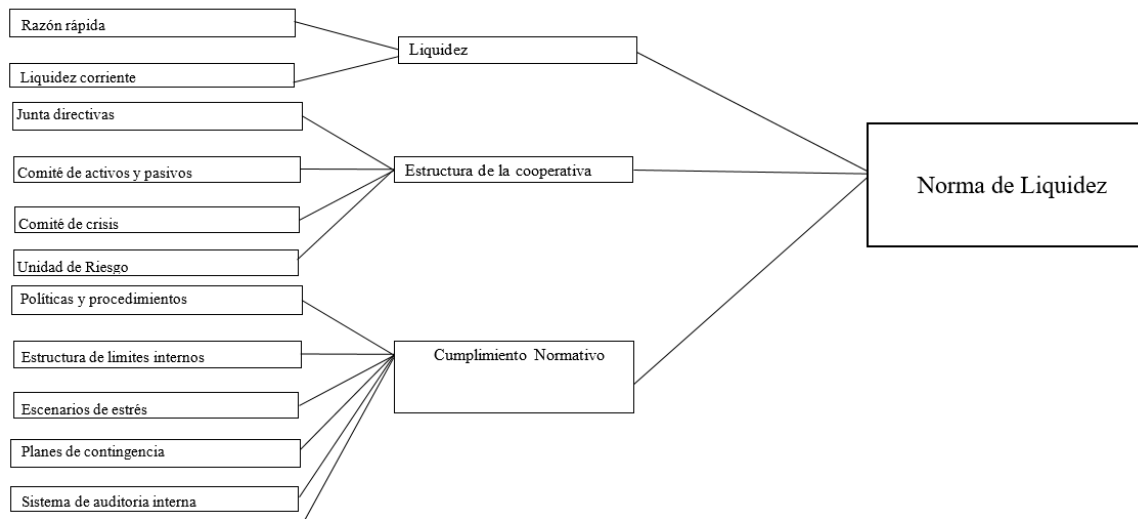 Razón rápida
Liquidez
Liquidez corriente
Junta directivas
Comité de activos y pasivos
Estructura de la cooperativa
Norma de Liquidez
Comité de crisis
Unidad de Riesgo
Políticas y procedimientos
Estructura de limites internos
Cumplimiento Normativo
Escenarios de estrés
Planes de contingencia
Sistema de auditoria interna